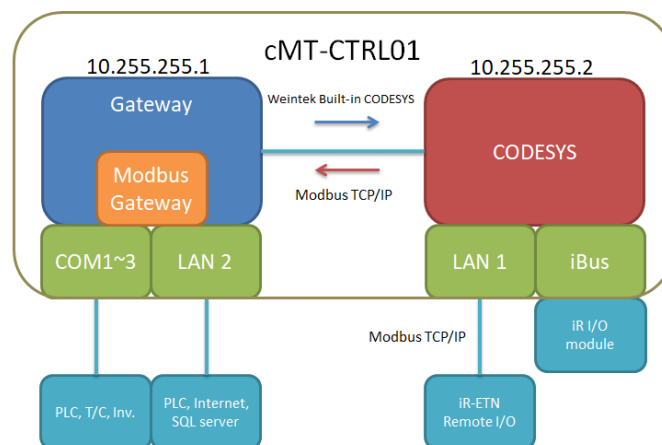 cMT-CTRL01
10.255.255.1
10.255.255.2
Gateway
Weintek Built-in CODESYS
CODESYS
Modbus
Gateway
Modbus TCP/IP
COM1~3
LAN 2
LAN 1
iBus
Modbus TCP/IP
iR I/O
module
PLC, T/C, Inv.
PLC, Internet,
SQL server
iR-ETN
Remote I/O